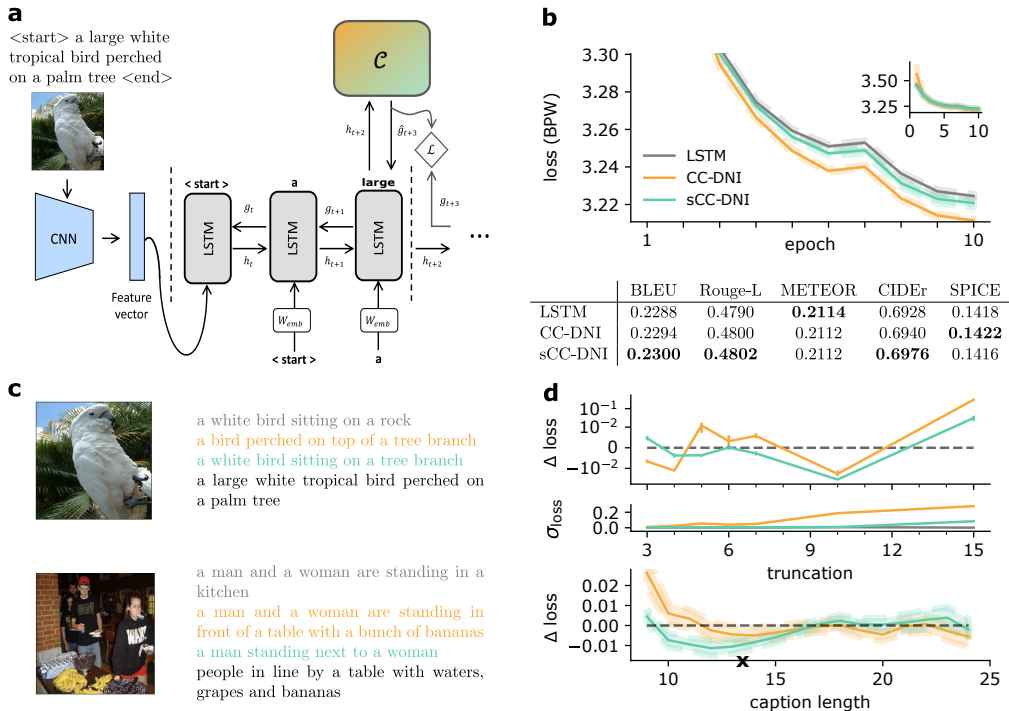 a
<start> a large white
tropical bird perched
on a palm tree <end>
𝒞
h_{t+2}
ĝ_{t+3}
ℒ
< start >
a
large
g_t
g_{t+1}
g_{t+3}
CNN
LSTM
LSTM
LSTM
h_t
h_{t+1}
h_{t+2}
...
Feature
vector
W_{emb}
W_{emb}
< start >
a
b
loss (BPW)
3.30
3.28
3.26
3.24
3.22
LSTM
CC-DNI
sCC-DNI
3.50
3.25
0
5
10
1
epoch
10
BLEU Rouge-L METEOR CIDEr SPICE
LSTM 0.2288 0.4790 0.2114 0.6928 0.1418
CC-DNI 0.2294 0.4800 0.2112 0.6940 0.1422
sCC-DNI 0.2300 0.4802 0.2112 0.6976 0.1416
c
a white bird sitting on a rock
a bird perched on top of a tree branch
a white bird sitting on a tree branch
a large white tropical bird perched on
a palm tree
a man and a woman are standing in a
kitchen
a man and a woman are standing in
front of a table with a bunch of bananas
a man standing next to a woman
people in line by a table with waters,
grapes and bananas
d
Δ loss
10⁻¹
10⁻²
0
−10⁻²
σ_{loss}
0.2
0.0
3
6
9
12
15
truncation
Δ loss
0.02
0.01
0.00
−0.01
x
10
15
20
25
caption length